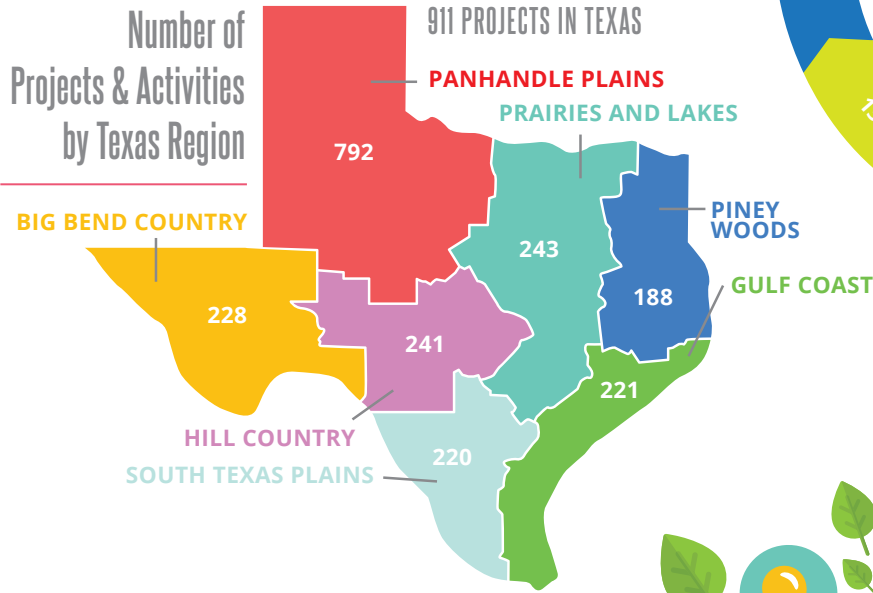 Number of
Projects & Activities
by Texas Region
911 PROJECTS IN TEXAS
PANHANDLE PLAINS
PRAIRIES AND LAKES
792
BIG BEND COUNTRY
PINEY
WOODS
243
GULF COAST
188
228
241
221
HILL COUNTRY
220
SOUTH TEXAS PLAINS